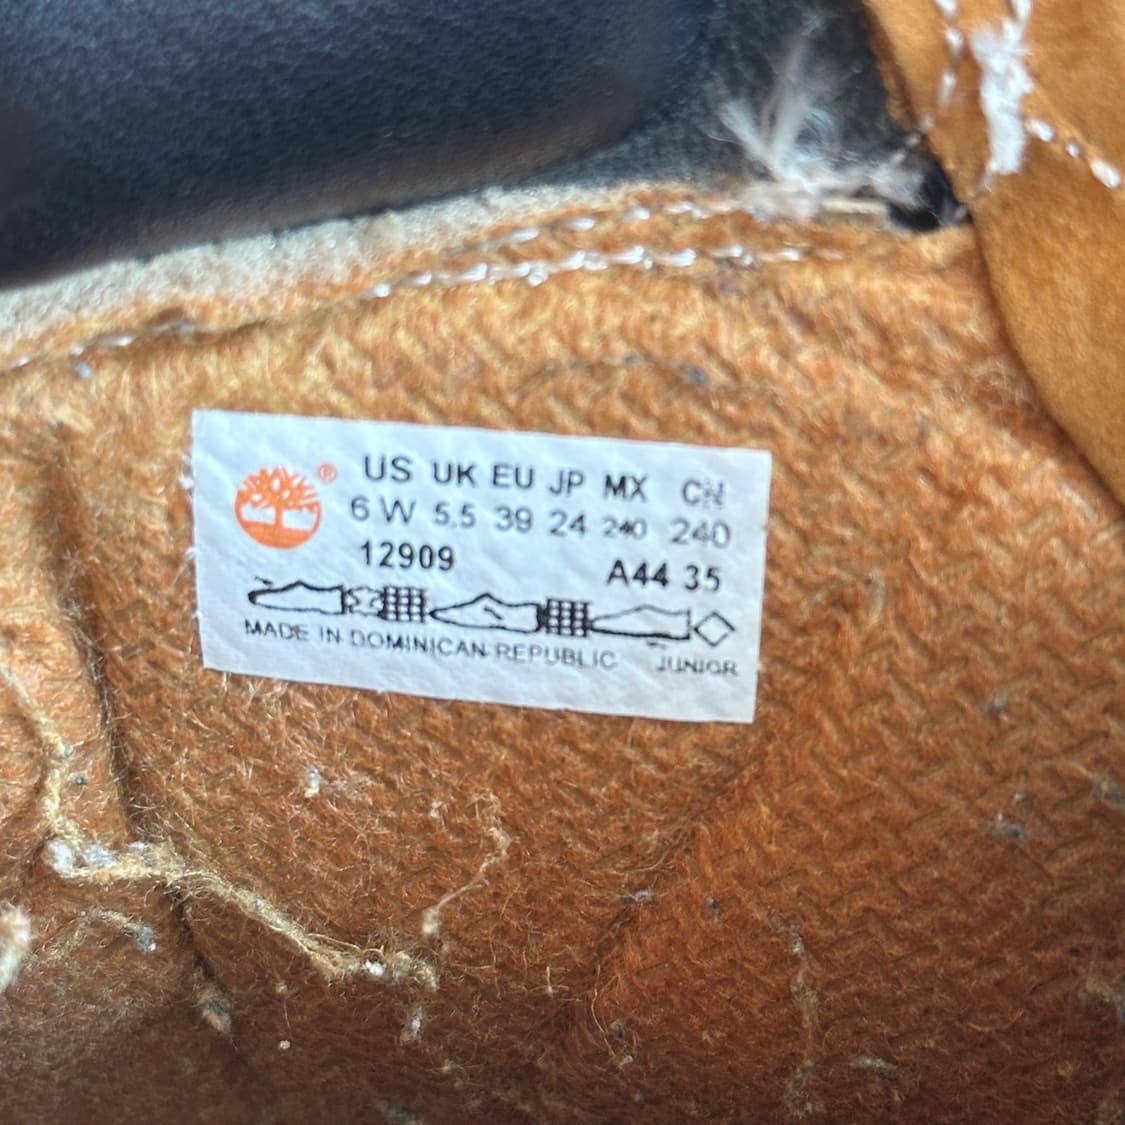 ®
US UK EU JP MX CN
6 W 5.5 39 24 240 240
12909 A44 35
MADE IN DOMINICAN REPUBLIC JUNIOR